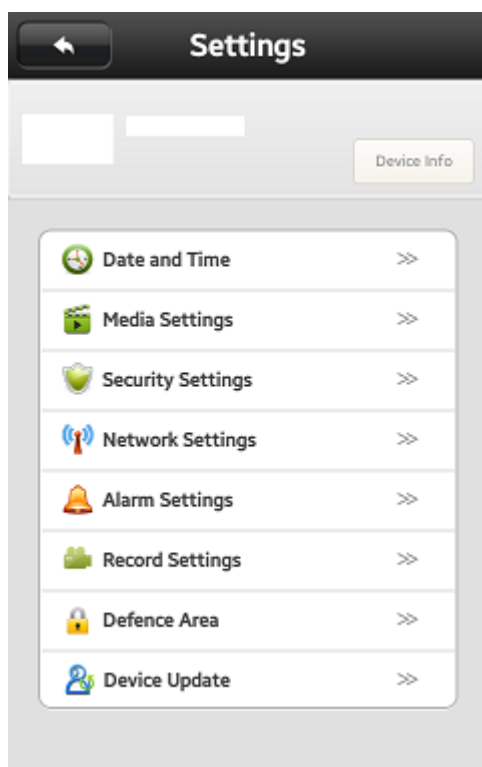 Settings
Device Info
Date and Time
Media Settings
Security Settings
Network Settings
Alarm Settings
Record Settings
Defence Area
Device Update